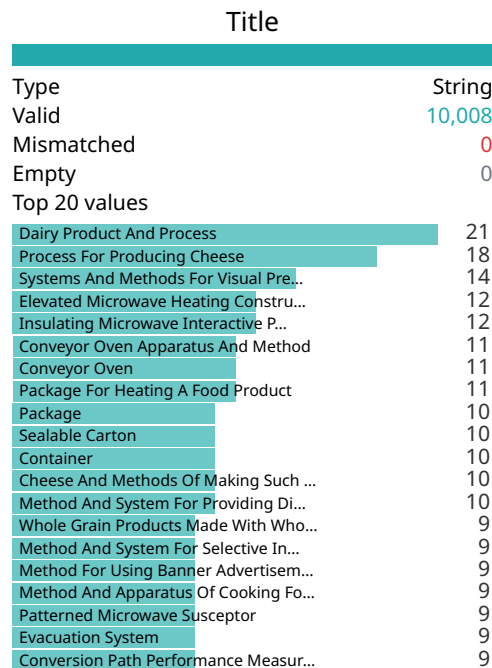 Title
Type String
Valid 10,008
Mismatched 0
Empty 0
Top 20 values
Dairy Product And Process 21
Process For Producing Cheese 18
Systems And Methods For Visual Pre... 14
Elevated Microwave Heating Constru... 12
Insulating Microwave Interactive P... 12
Conveyor Oven Apparatus And Method 11
Conveyor Oven 11
Package For Heating A Food Product 11
Package 10
Sealable Carton 10
Container 10
Cheese And Methods Of Making Such ... 10
Method And System For Providing Di... 10
Whole Grain Products Made With Who... 9
Method And System For Selective In... 9
Method For Using Banner Advertisem... 9
Method And Apparatus Of Cooking Fo... 9
Patterned Microwave Susceptor 9
Evacuation System 9
Conversion Path Performance Measur... 9